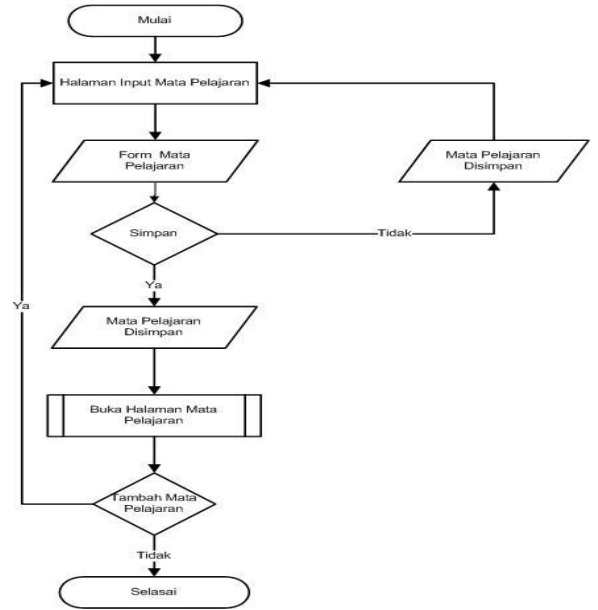 Mulai
Halaman Input Mata Pelajaran
Form Mata
Pelajaran
Mata Pelajaran
Disimpan
Simpan
Tidak
Ya
Ya
Mata Pelajaran
Disimpan
Buka Halaman Mata
Pelajaran
Tambah Mata
Pelajaran
Tidak
Selasai